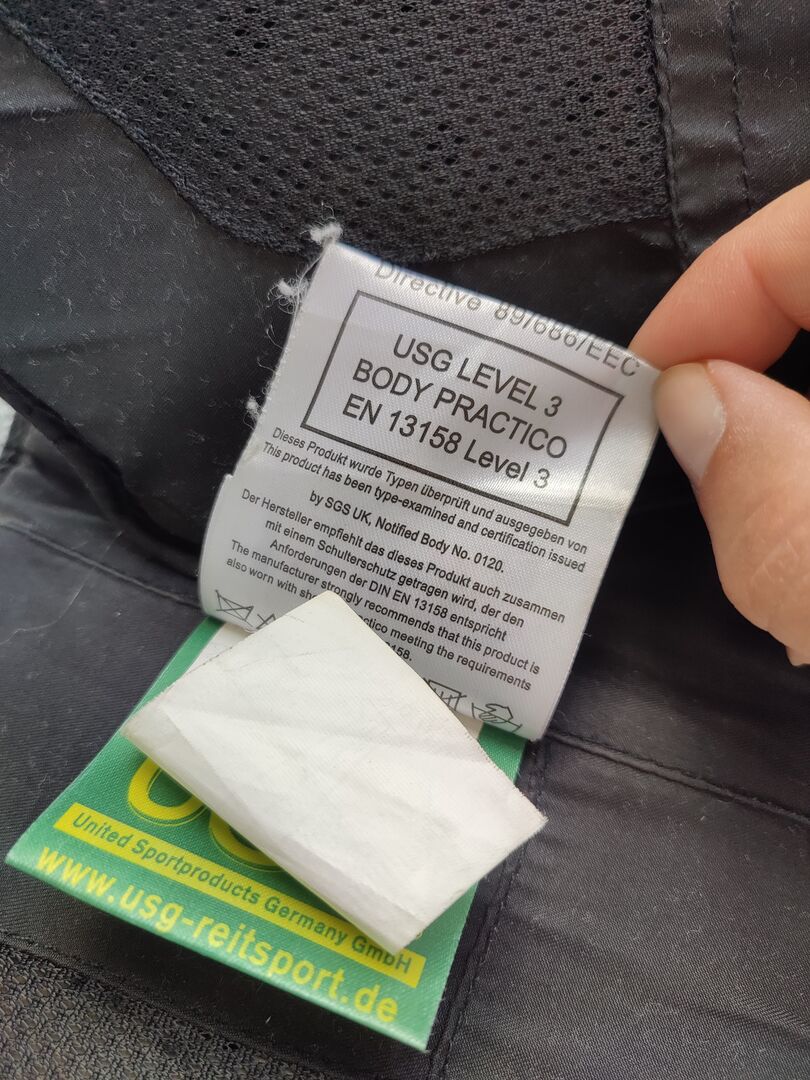 Directive 89/686/EEC
USG LEVEL 3
BODY PRACTICO
EN 13158 Level 3
Dieses Produkt wurde Typen überprüft und ausgegeben von
This product has been type-examined and certification issued
by SGS UK, Notified Body No. 0120.
Der Hersteller empfiehlt das dieses Produkt auch zusammen
mit einem Schulterschutz getragen wird, der den
Anforderungen der DIN EN 13158 entspricht
The manufacturer strongly recommends that this product is
also worn with meeting the requirements
United Sportproducts Germany GmbH
www.usg-reitsport.de